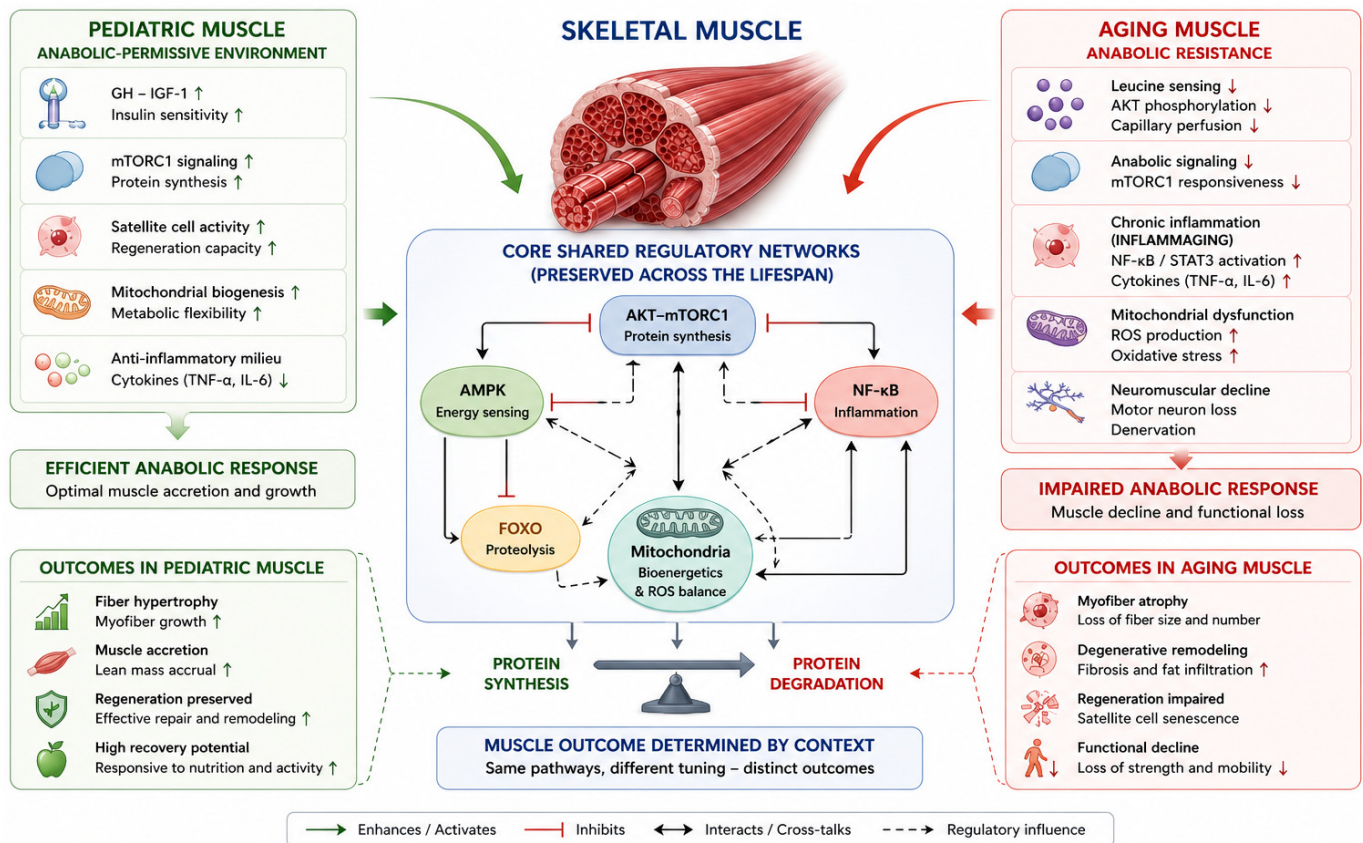 PEDIATRIC MUSCLE
ANABOLIC-PERMISSIVE ENVIRONMENT
GH – IGF-1 ↑
Insulin sensitivity ↑
mTORC1 signaling ↑
Protein synthesis ↑
Satellite cell activity ↑
Regeneration capacity ↑
Mitochondrial biogenesis ↑
Metabolic flexibility ↑
Anti-inflammatory milieu
Cytokines (TNF-α, IL-6) ↓
EFFICIENT ANABOLIC RESPONSE
Optimal muscle accretion and growth
OUTCOMES IN PEDIATRIC MUSCLE
Fiber hypertrophy
Myofiber growth ↑
Muscle accretion
Lean mass accrual ↑
Regeneration preserved
Effective repair and remodeling ↑
High recovery potential
Responsive to nutrition and activity ↑
SKELETAL MUSCLE
CORE SHARED REGULATORY NETWORKS
(PRESERVED ACROSS THE LIFESPAN)
AKT–mTORC1
Protein synthesis
AMPK
Energy sensing
NF-κB
Inflammation
FOXO
Proteolysis
Mitochondria
Bioenergetics
& ROS balance
PROTEIN
SYNTHESIS
PROTEIN
DEGRADATION
MUSCLE OUTCOME DETERMINED BY CONTEXT
Same pathways, different tuning – distinct outcomes
AGING MUSCLE
ANABOLIC RESISTANCE
Leucine sensing ↓
AKT phosphorylation ↓
Capillary perfusion ↓
Anabolic signaling ↓
mTORC1 responsiveness ↓
Chronic inflammation
(INFLAMMAGING)
NF-κB / STAT3 activation ↑
Cytokines (TNF-α, IL-6) ↑
Mitochondrial dysfunction
ROS production ↑
Oxidative stress ↑
Neuromuscular decline
Motor neuron loss
Denervation
IMPAIRED ANABOLIC RESPONSE
Muscle decline and functional loss
OUTCOMES IN AGING MUSCLE
Myofiber atrophy
Loss of fiber size and number
Degenerative remodeling
Fibrosis and fat infiltration ↑
Regeneration impaired
Satellite cell senescence
Functional decline
Loss of strength and mobility ↓
Enhances / Activates
Inhibits
Interacts / Cross-talks
Regulatory influence